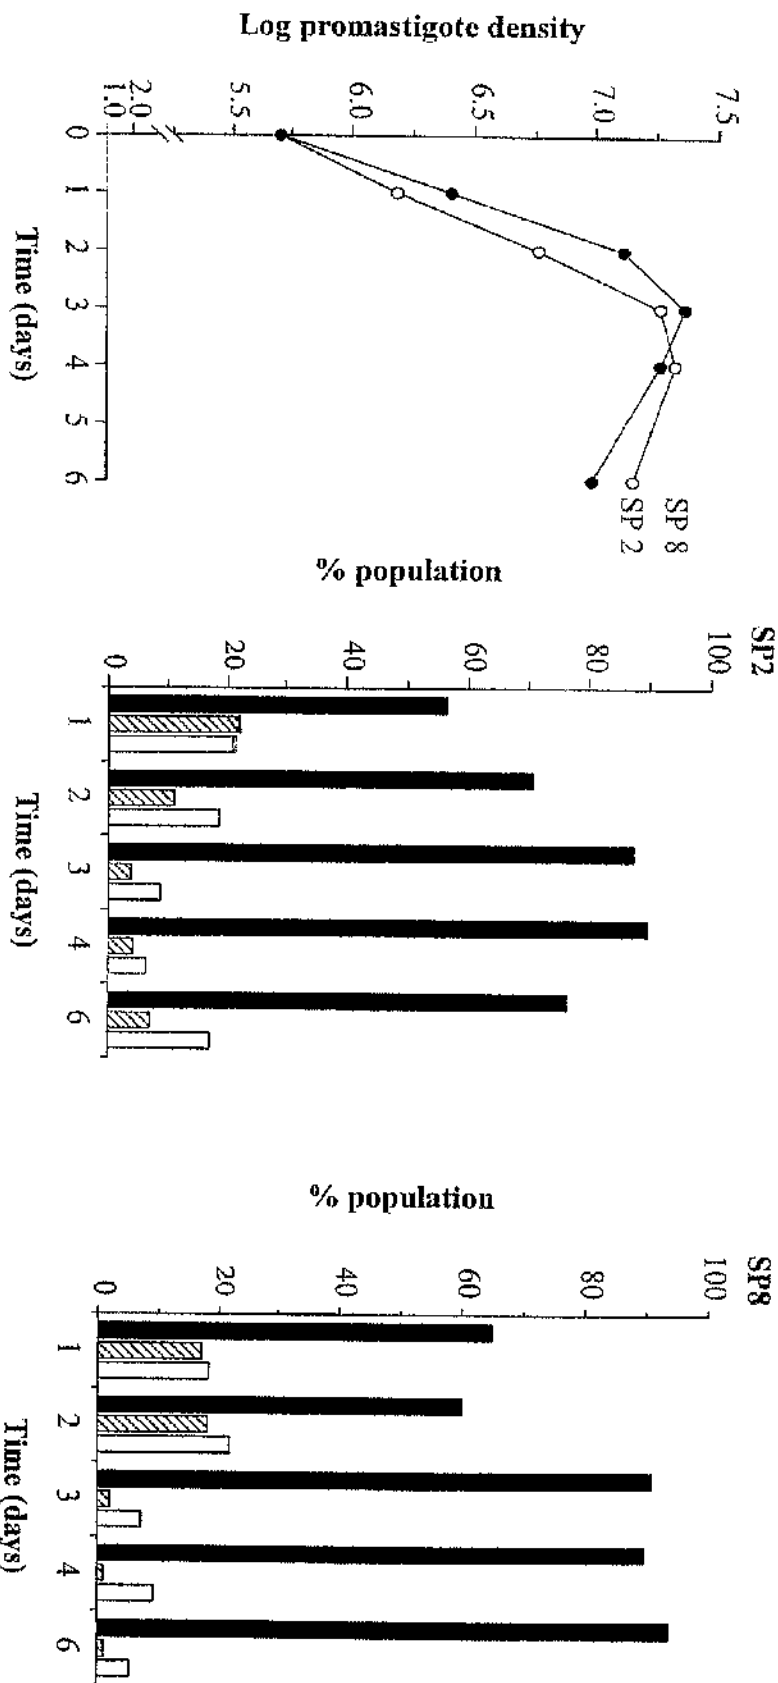 Log promastigote density
7.5
7.0
6.5
6.0
5.5
2.0
1.0
0 1 2 3 4 5 6
Time (days)
SP 8
SP 2
SP2
% population
100
80
60
40
20
0
1 2 3 4 6
Time (days)
SP8
% population
100
80
60
40
20
0
1 2 3 4 6
Time (days)